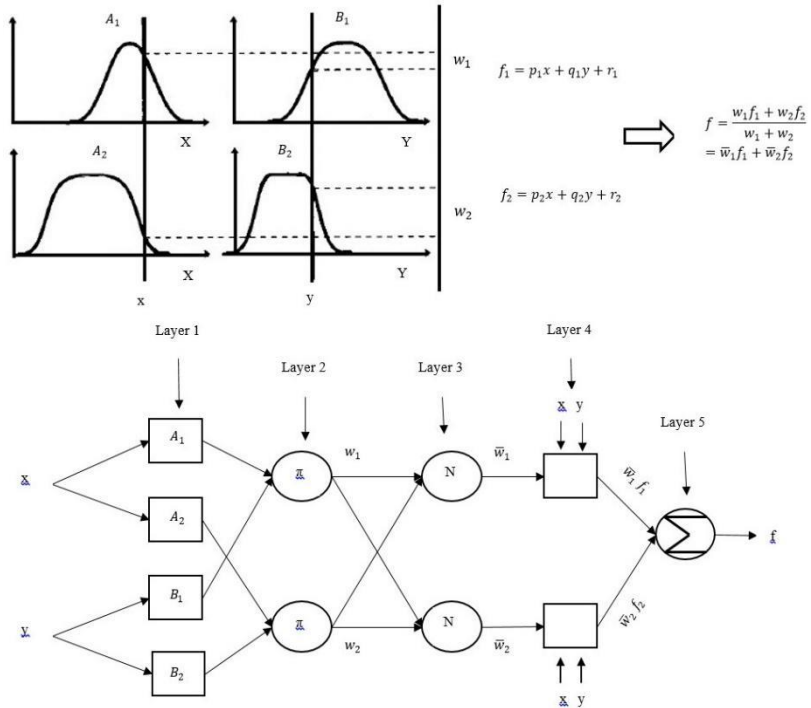 A₁
B₁
w₁
f₁ = p₁x + q₁y + r₁
X
Y
f = (w₁f₁ + w₂f₂) / (w₁ + w₂)
= w̅₁f₁ + w̅₂f₂
A₂
B₂
w₂
f₂ = p₂x + q₂y + r₂
X
Y
x
y
Layer 1
Layer 2
Layer 3
Layer 4
x y
Layer 5
x
A₁
A₂
π
w₁
N
w̅₁
w̅₁ f₁
Σ
f
y
B₁
B₂
π
w₂
N
w̅₂
w̅₂ f₂
x y